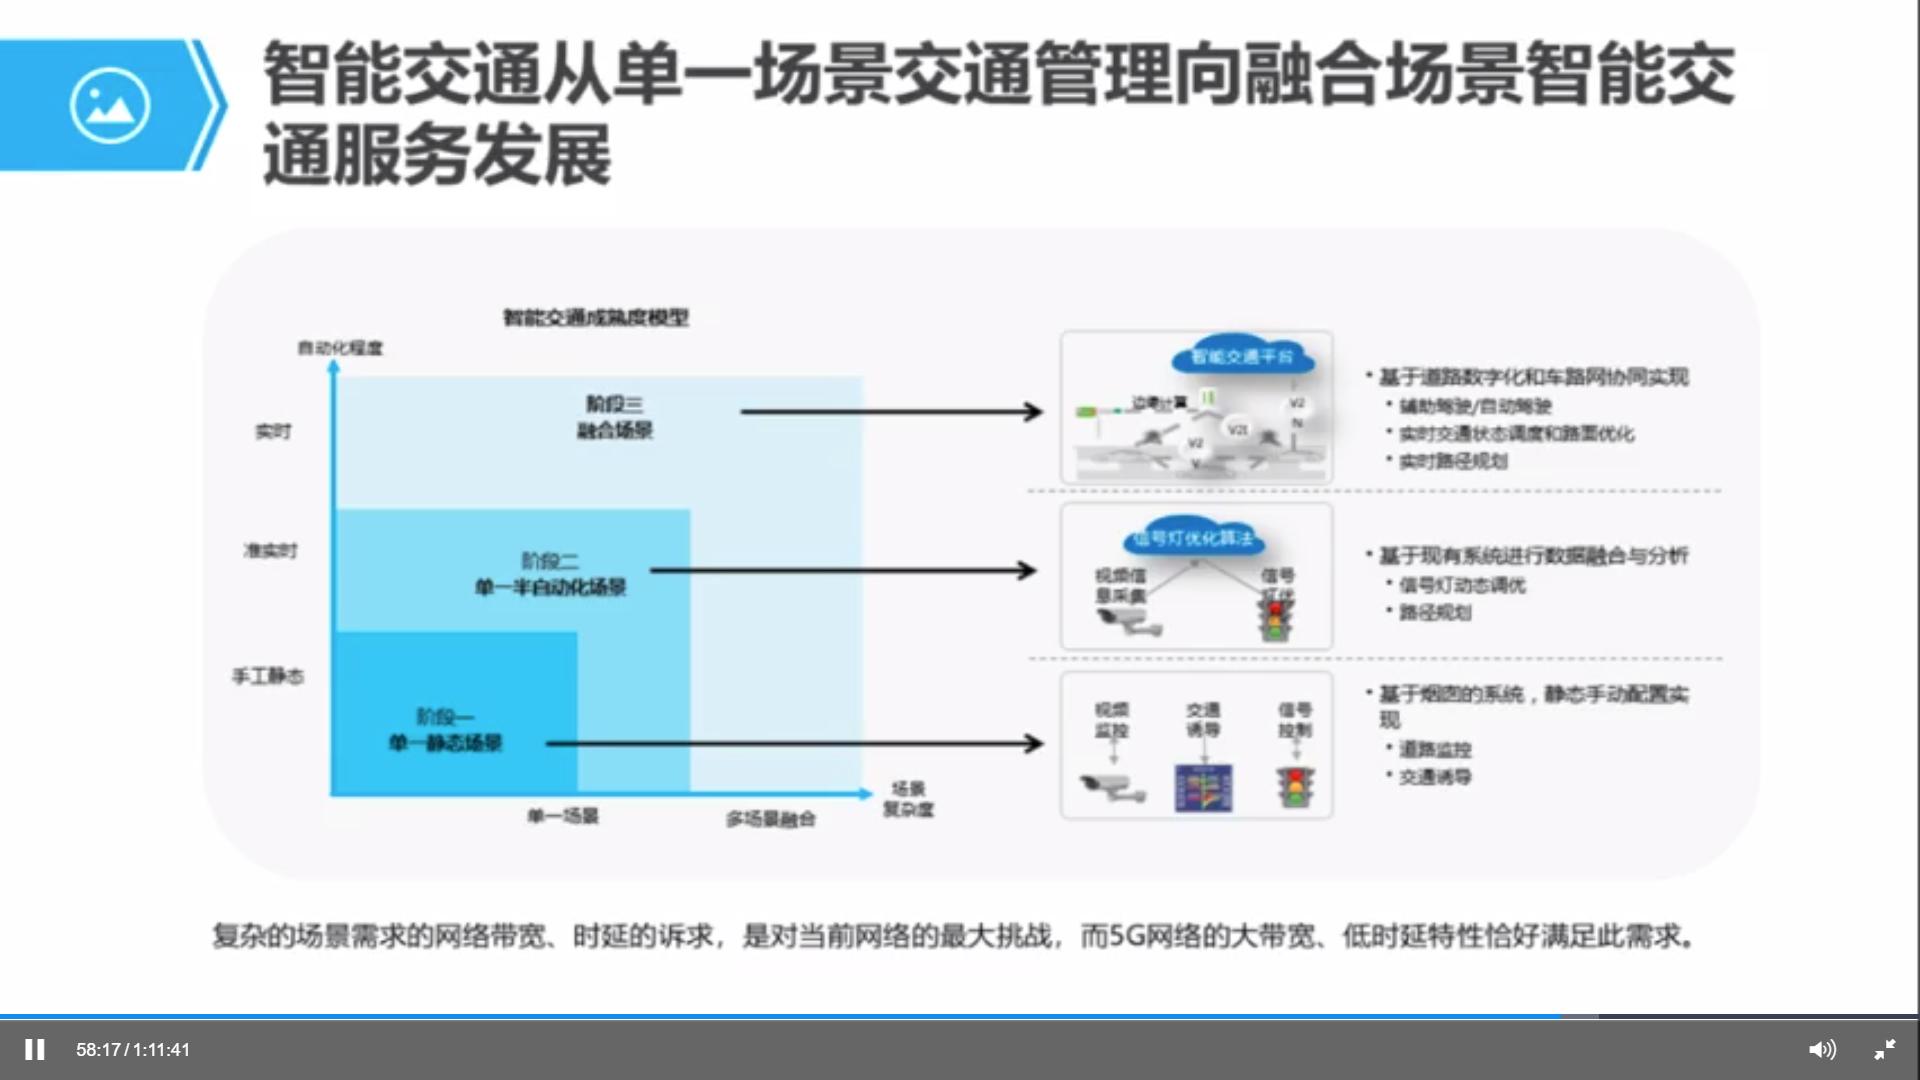 智能交通从单一场景交通管理向融合场景智能交
通服务发展
智能交通成熟度模型
自动化程度
实时
准实时
手工静态
阶段三
融合场景
阶段二
单一半自动化场景
阶段一
单一静态场景
单一场景
多场景融合
场景
复杂度
智能交通平台
边缘计算
V2
N
V2I
V2
V
• 基于道路数字化和车路网协同实现
• 辅助驾驶/自动驾驶
• 实时交通状态调度和路面优化
• 实时路径规划
信号灯优化算法
视频信
息采集
信号
灯优
• 基于现有系统进行数据融合与分析
• 信号灯动态调优
• 路径规划
视频
监控
交通
诱导
信号
控制
• 基于烟囱的系统，静态手动配置实
现
• 道路监控
• 交通诱导
复杂的场景需求的网络带宽、时延的诉求，是对当前网络的最大挑战，而5G网络的大带宽、低时延特性恰好满足此需求。
58:17 / 1:11:41